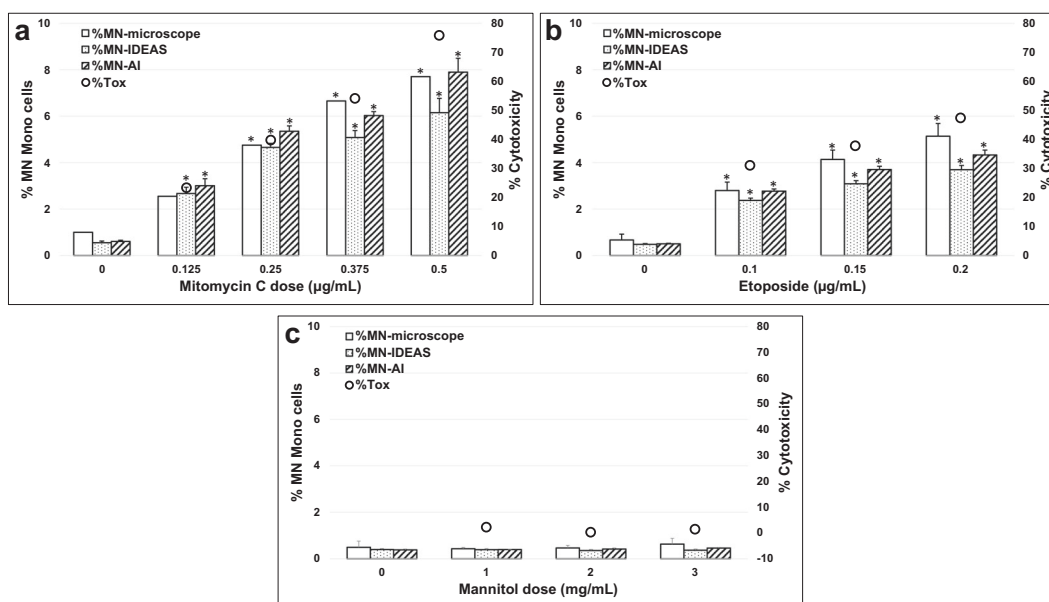 a
%MN-microscope
%MN-IDEAS
%MN-AI
%Tox
10
8
6
4
2
0
% MN Mono cells
80
70
60
50
40
30
20
10
0
% Cytotoxicity
* * * * * * * * * * *
0 0.125 0.25 0.375 0.5
Mitomycin C dose (µg/mL)
b
%MN-microscope
%MN-IDEAS
%MN-AI
%Tox
10
8
6
4
2
0
% MN Mono cells
80
70
60
50
40
30
20
10
0
% Cytotoxicity
* * * * * * * * *
0 0.1 0.15 0.2
Etoposide (µg/mL)
c
%MN-microscope
%MN-IDEAS
%MN-AI
%Tox
10
8
6
4
2
0
% MN Mono cells
80
70
60
50
40
30
20
10
0
-10
% Cytotoxicity
0 1 2 3
Mannitol dose (mg/mL)